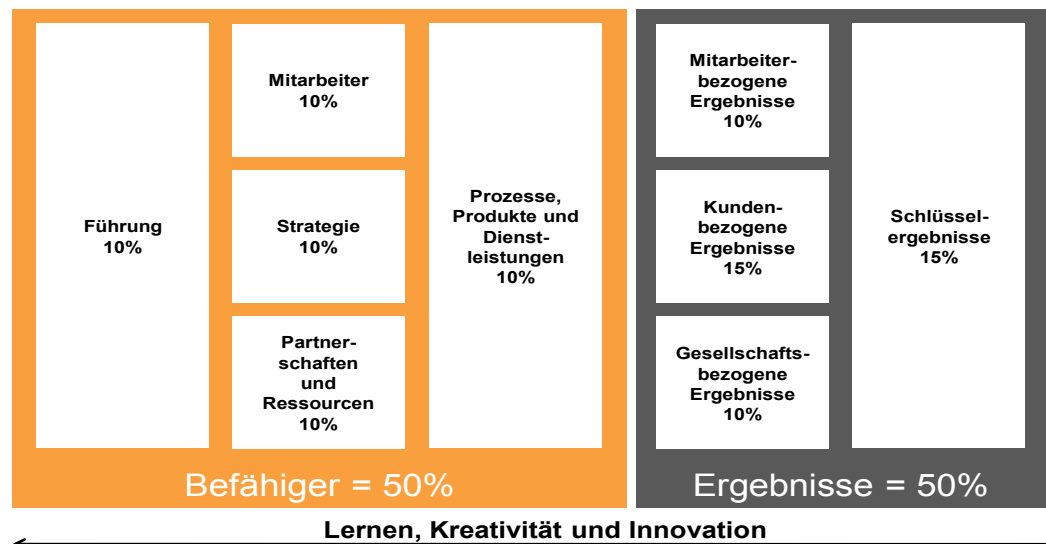 Führung
10%
Mitarbeiter
10%
Strategie
10%
Partner-
schaften
und
Ressourcen
10%
Prozesse,
Produkte und
Dienst-
leistungen
10%
Befähiger = 50%
Mitarbeiter-
bezogene
Ergebnisse
10%
Kunden-
bezogene
Ergebnisse
15%
Gesellschafts-
bezogene
Ergebnisse
10%
Schlüssel-
ergebnisse
15%
Ergebnisse = 50%
Lernen, Kreativität und Innovation